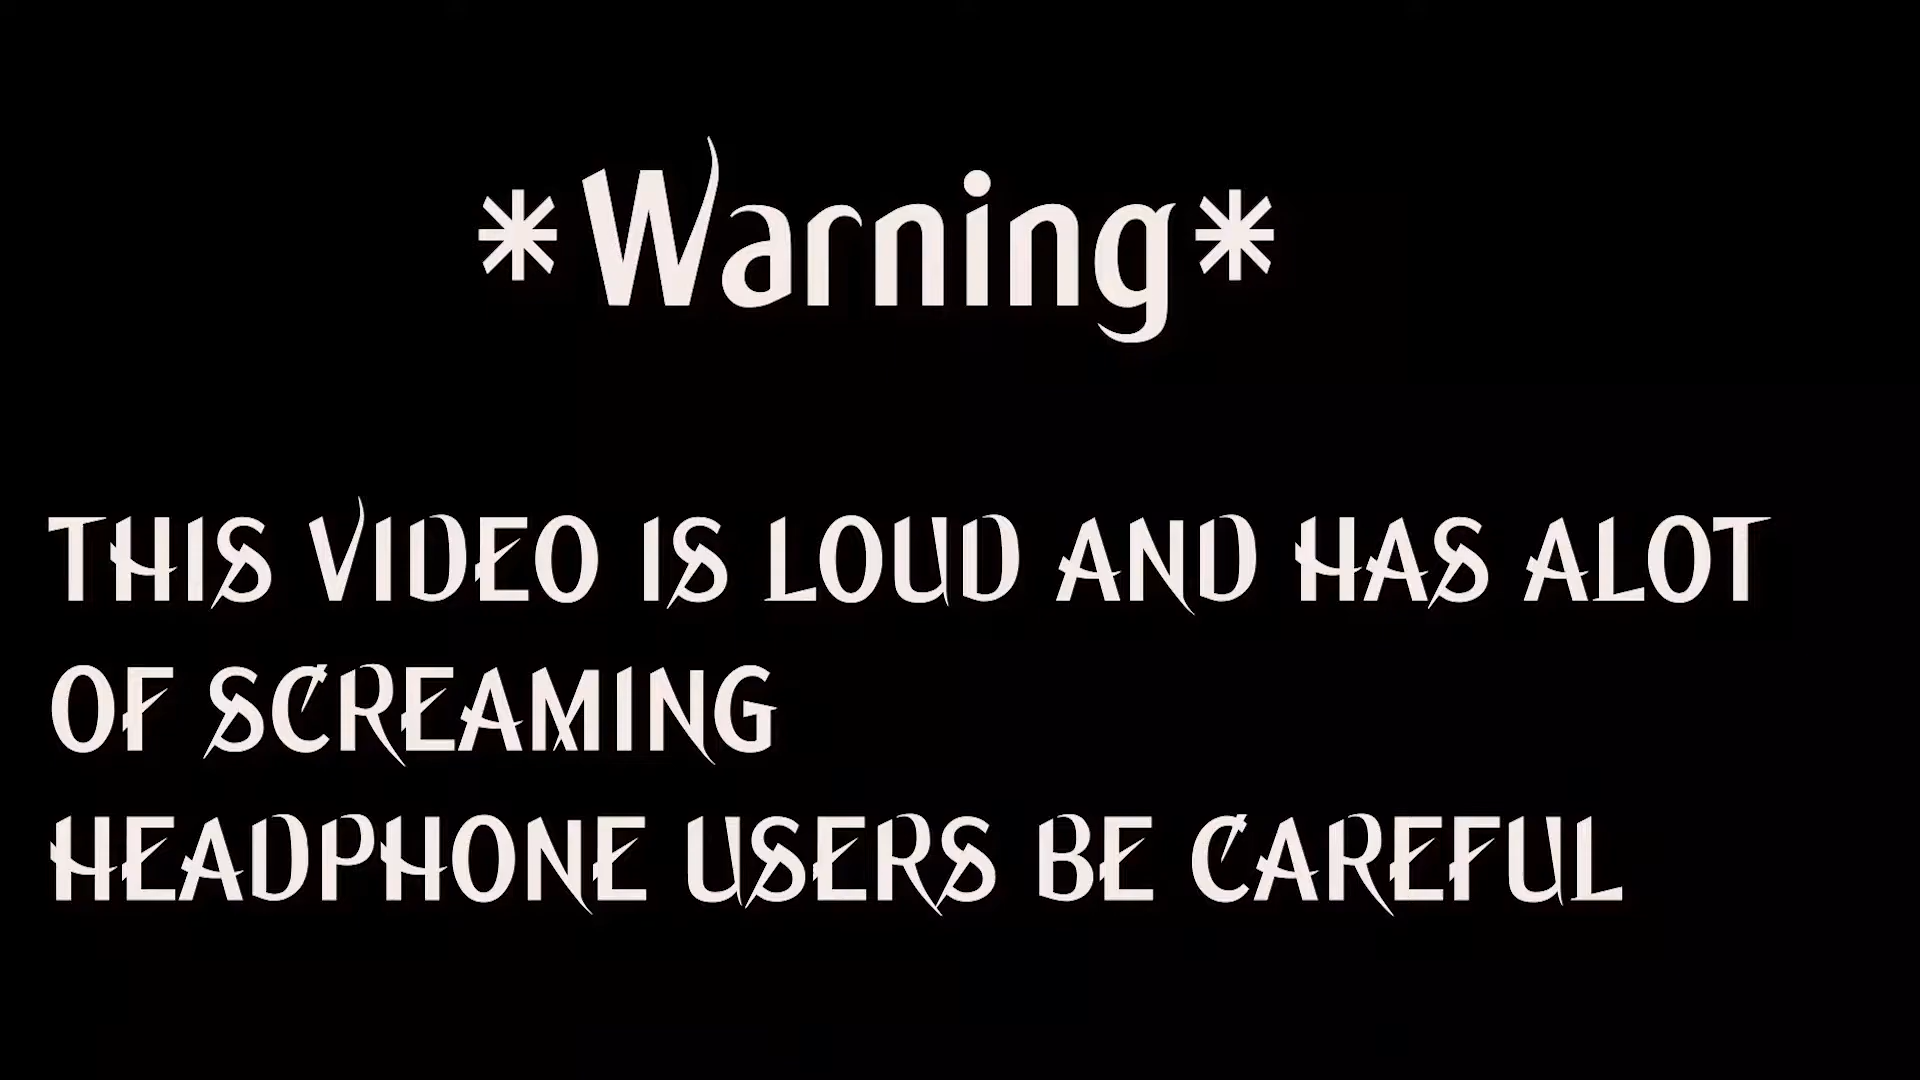 *Warning*
THIS VIDEO IS LOUD AND HAS ALOT
OF SCREAMING
HEADPHONE USERS BE CAREFUL